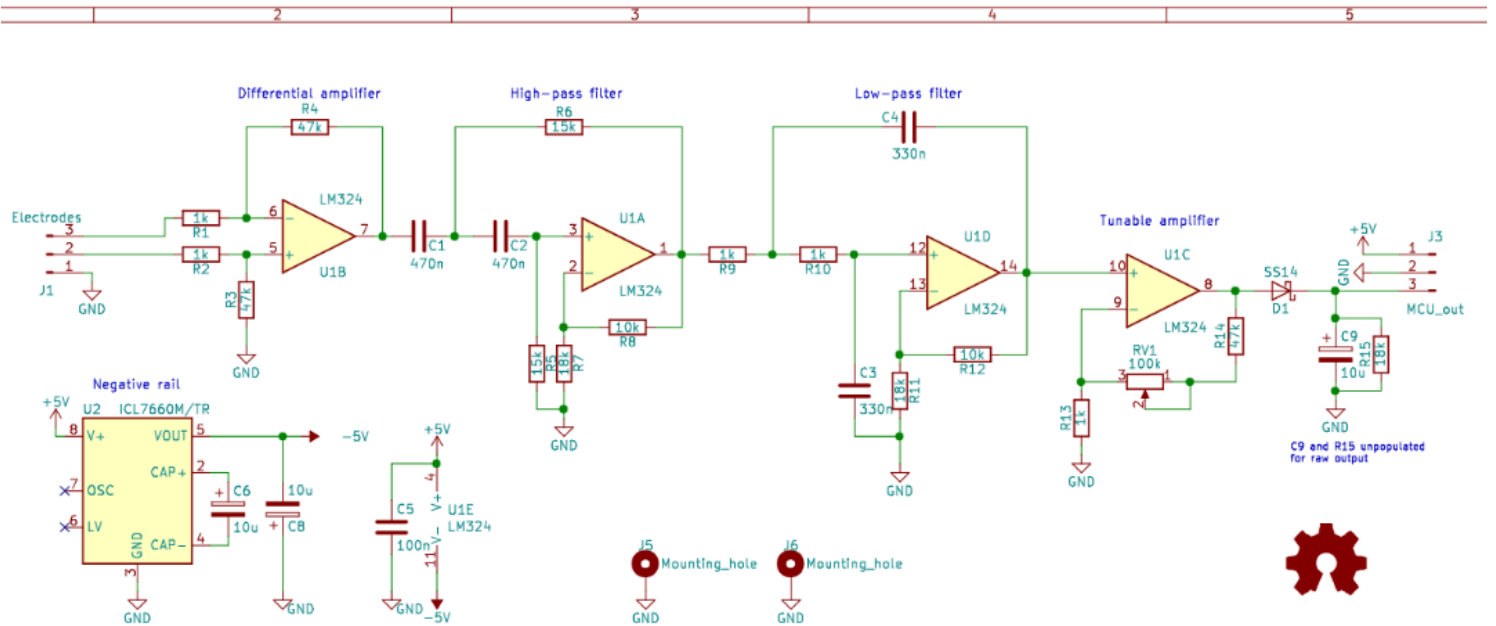 2
3
4
5
Differential amplifier
R4
47k
High-pass filter
R6
15k
Low-pass filter
C4
330n
Electrodes
3
2
1
J1
GND
1k
R1
1k
R2
R3
47k
GND
6
5
LM324
U1B
7
C1
470n
C2
470n
U1A
3
2
1
LM324
10k
R8
15k
R5
18k
R7
GND
1k
R9
1k
R10
U1D
12
13
14
LM324
10k
R12
C3
330n
18k
R11
GND
Tunable amplifier
U1C
10
9
8
LM324
RV1
100k
3
1
2
R14
47k
R13
1k
GND
SS14
D1
+5V
GND
J3
1
2
3
MCU_out
C9
10u
R15
18k
GND
C9 and R15 unpopulated
for raw output
Negative rail
+5V
U2
ICL7660M/TR
8
V+
VOUT
5
-5V
CAP+
2
7
OSC
6
LV
GND
CAP-
4
3
GND
+
C6
10u
10u
+
C8
GND
+5V
4
V+
C5
100n
U1E
LM324
V-
11
GND
-5V
J5
Mounting_hole
GND
J6
Mounting_hole
GND